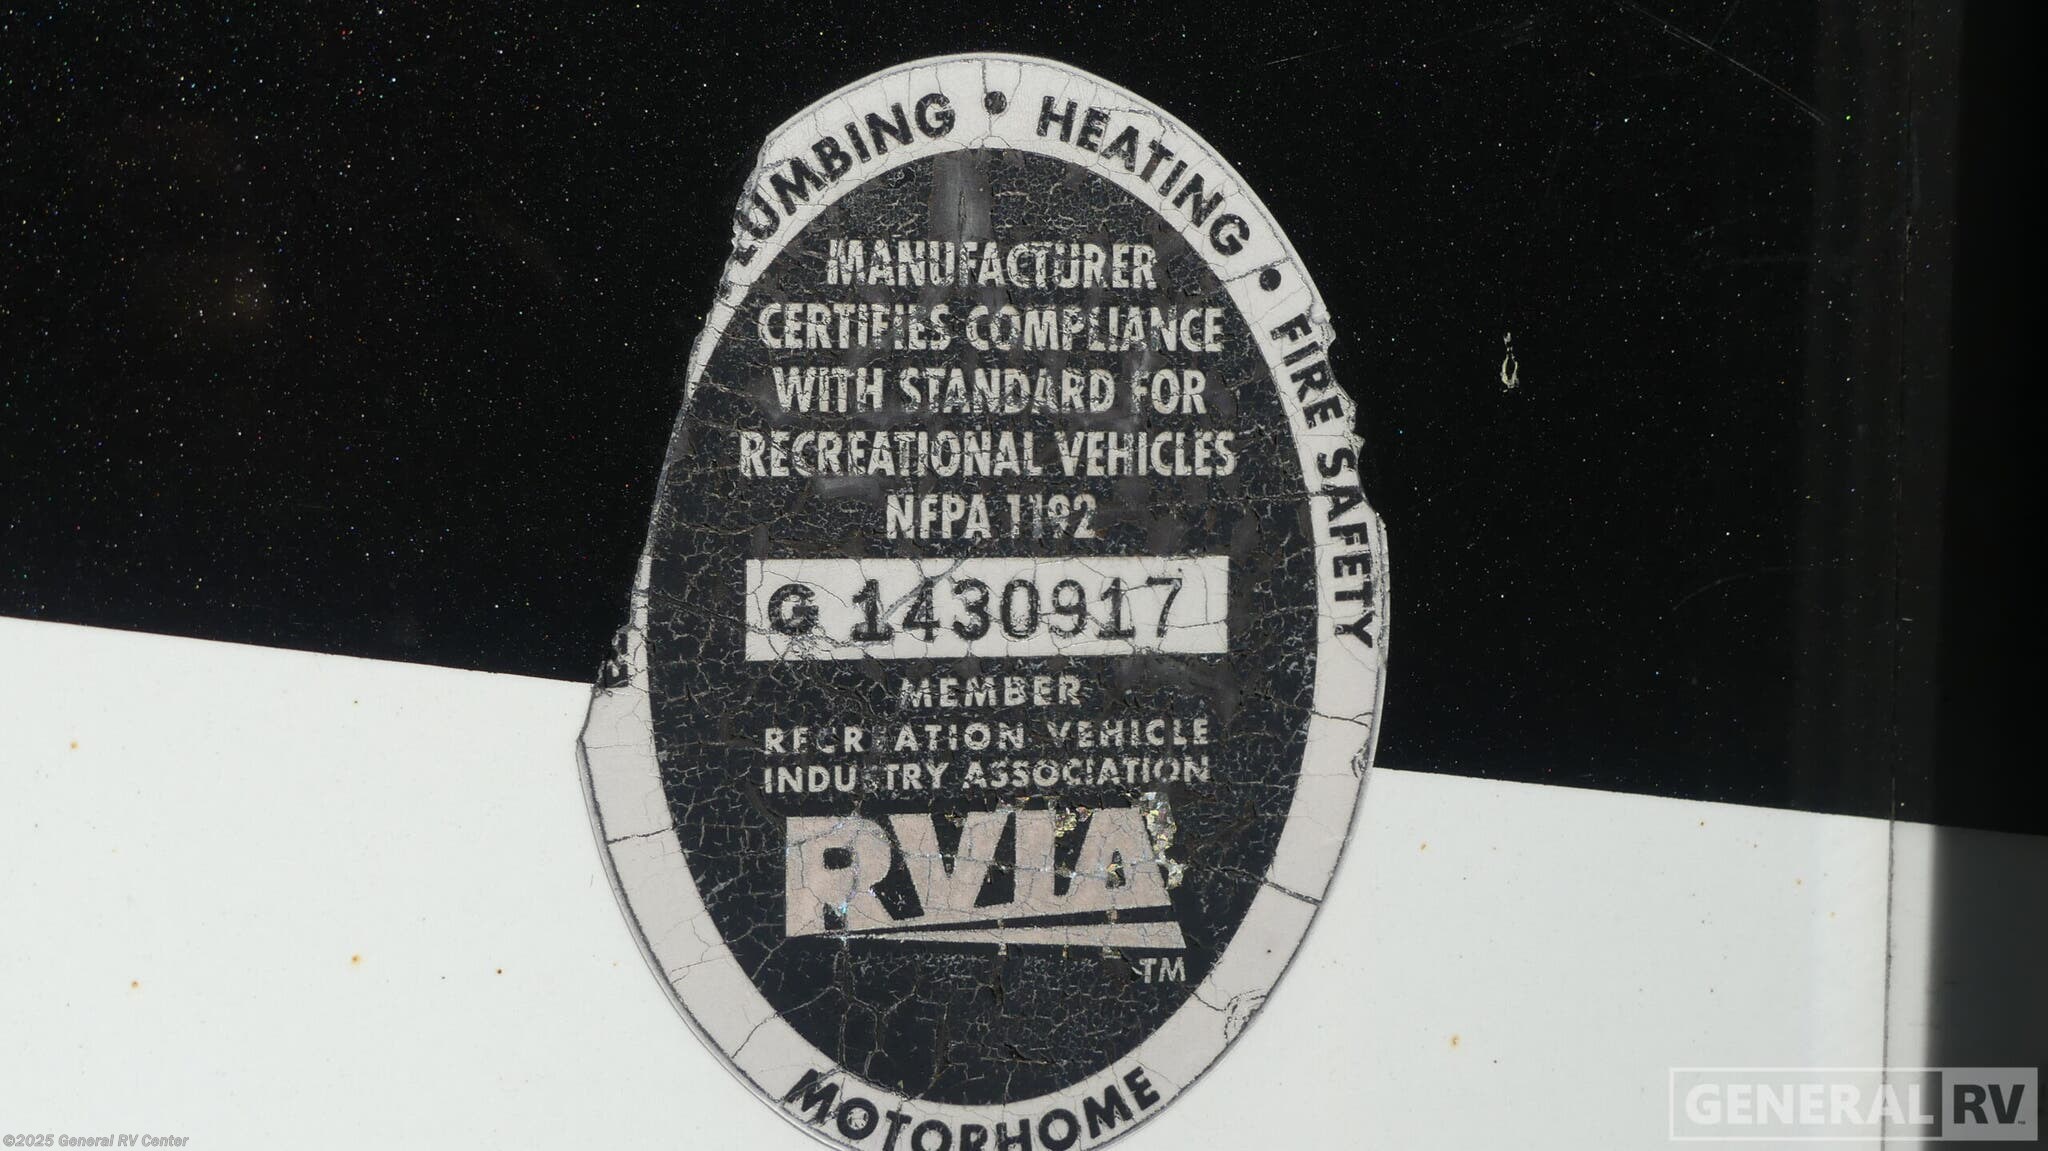 LUMBING • HEATING • FIRE SAFETY
MANUFACTURER
CERTIFIES COMPLIANCE
WITH STANDARD FOR
RECREATIONAL VEHICLES
NFPA 1192
G 1430917
MEMBER
RECREATION VEHICLE
INDUSTRY ASSOCIATION
RVIA
TM
MOTORHOME
GENERAL RV
©2025 General RV Center